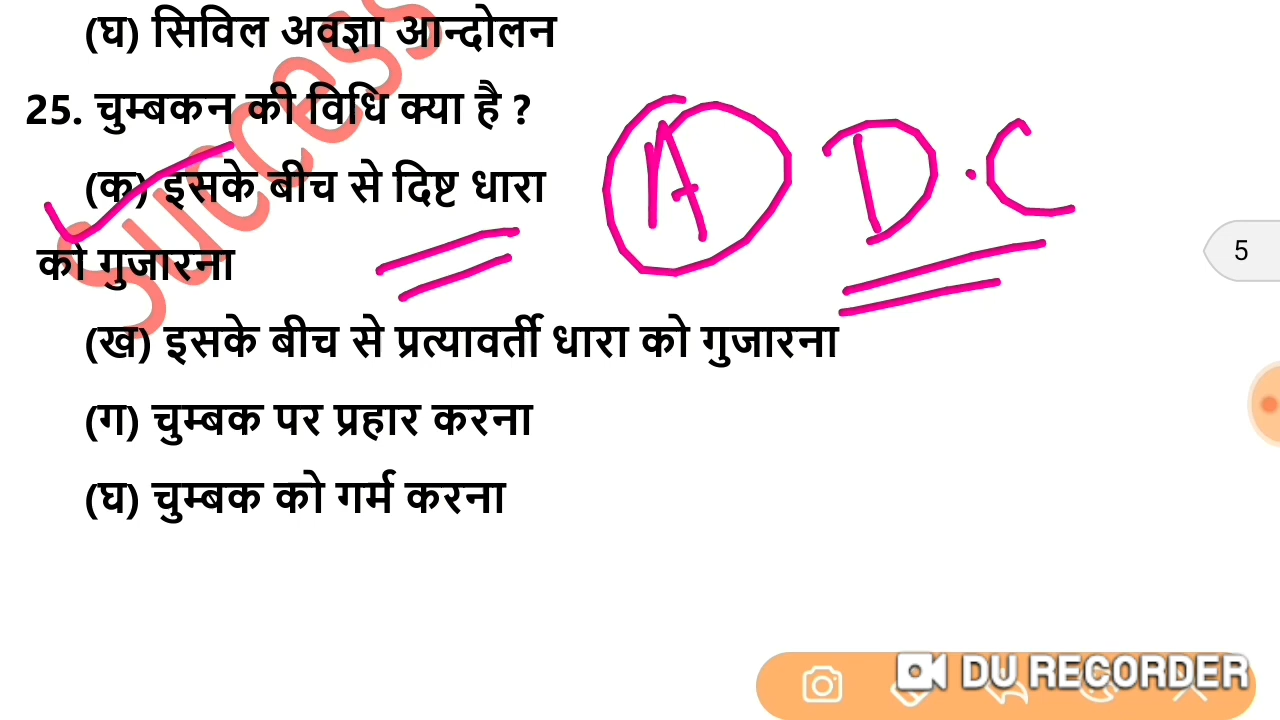 (घ) सिविल अवज्ञा आन्दोलन
25. चुम्बकन की विधि क्या है ?
(क) इसके बीच से दिष्ट धारा
को गुजारना
A D.C
(ख) इसके बीच से प्रत्यावर्ती धारा को गुजारना
(ग) चुम्बक पर प्रहार करना
(घ) चुम्बक को गर्म करना
Success
5
DU RECORDER